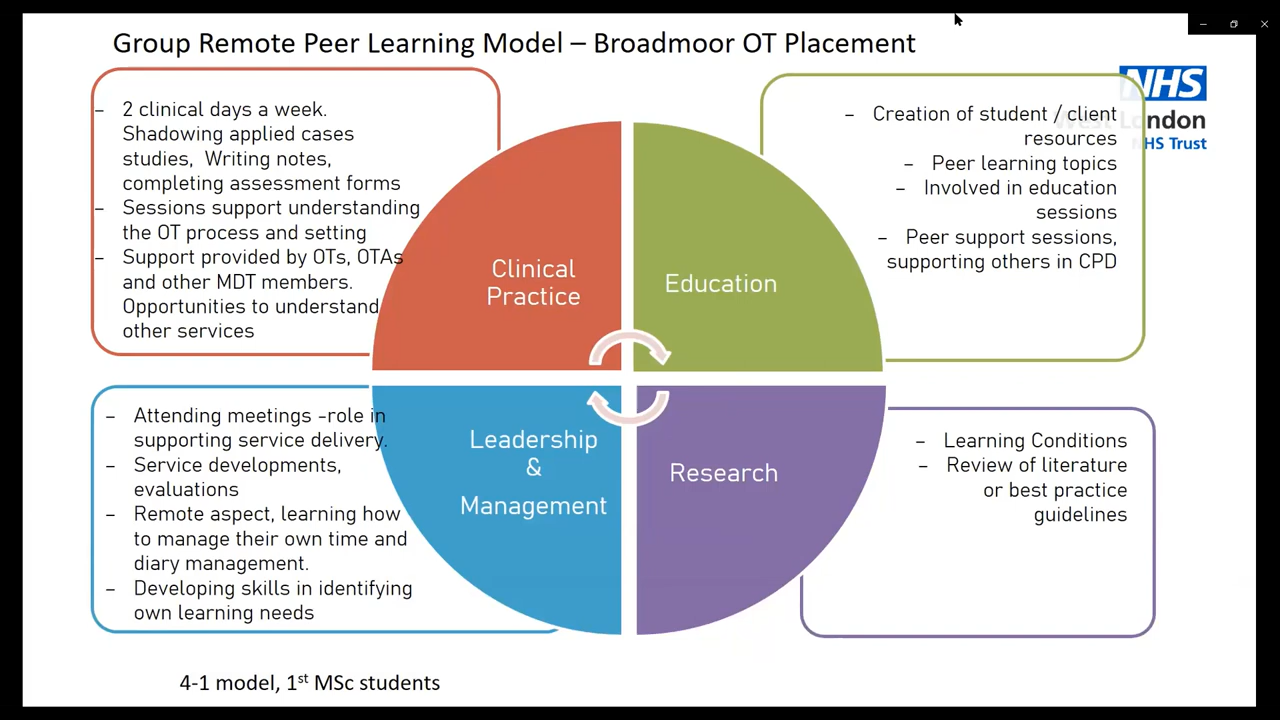 Group Remote Peer Learning Model – Broadmoor OT Placement
NHS
West London
NHS Trust
– 2 clinical days a week.
Shadowing applied cases
studies, Writing notes,
completing assessment forms
– Sessions support understanding
the OT process and setting
– Support provided by OTs, OTAs
and other MDT members.
Opportunities to understand
other services
– Creation of student / client
resources
– Peer learning topics
– Involved in education
sessions
– Peer support sessions,
supporting others in CPD
Clinical
Practice
Education
– Attending meetings -role in
supporting service delivery.
– Service developments,
evaluations
– Remote aspect, learning how
to manage their own time and
diary management.
– Developing skills in identifying
own learning needs
Leadership
&
Management
Research
– Learning Conditions
– Review of literature
or best practice
guidelines
4-1 model, 1st MSc students